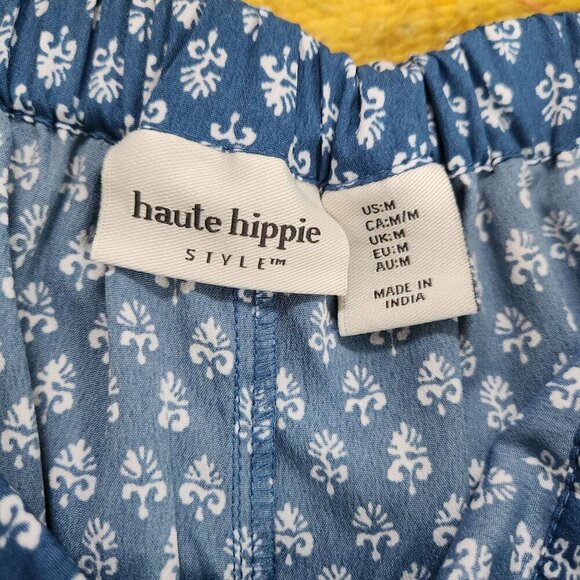 haute hippie
STYLE™
US:M
CA:M/M
UK:M
EU:M
AU:M
MADE IN
INDIA